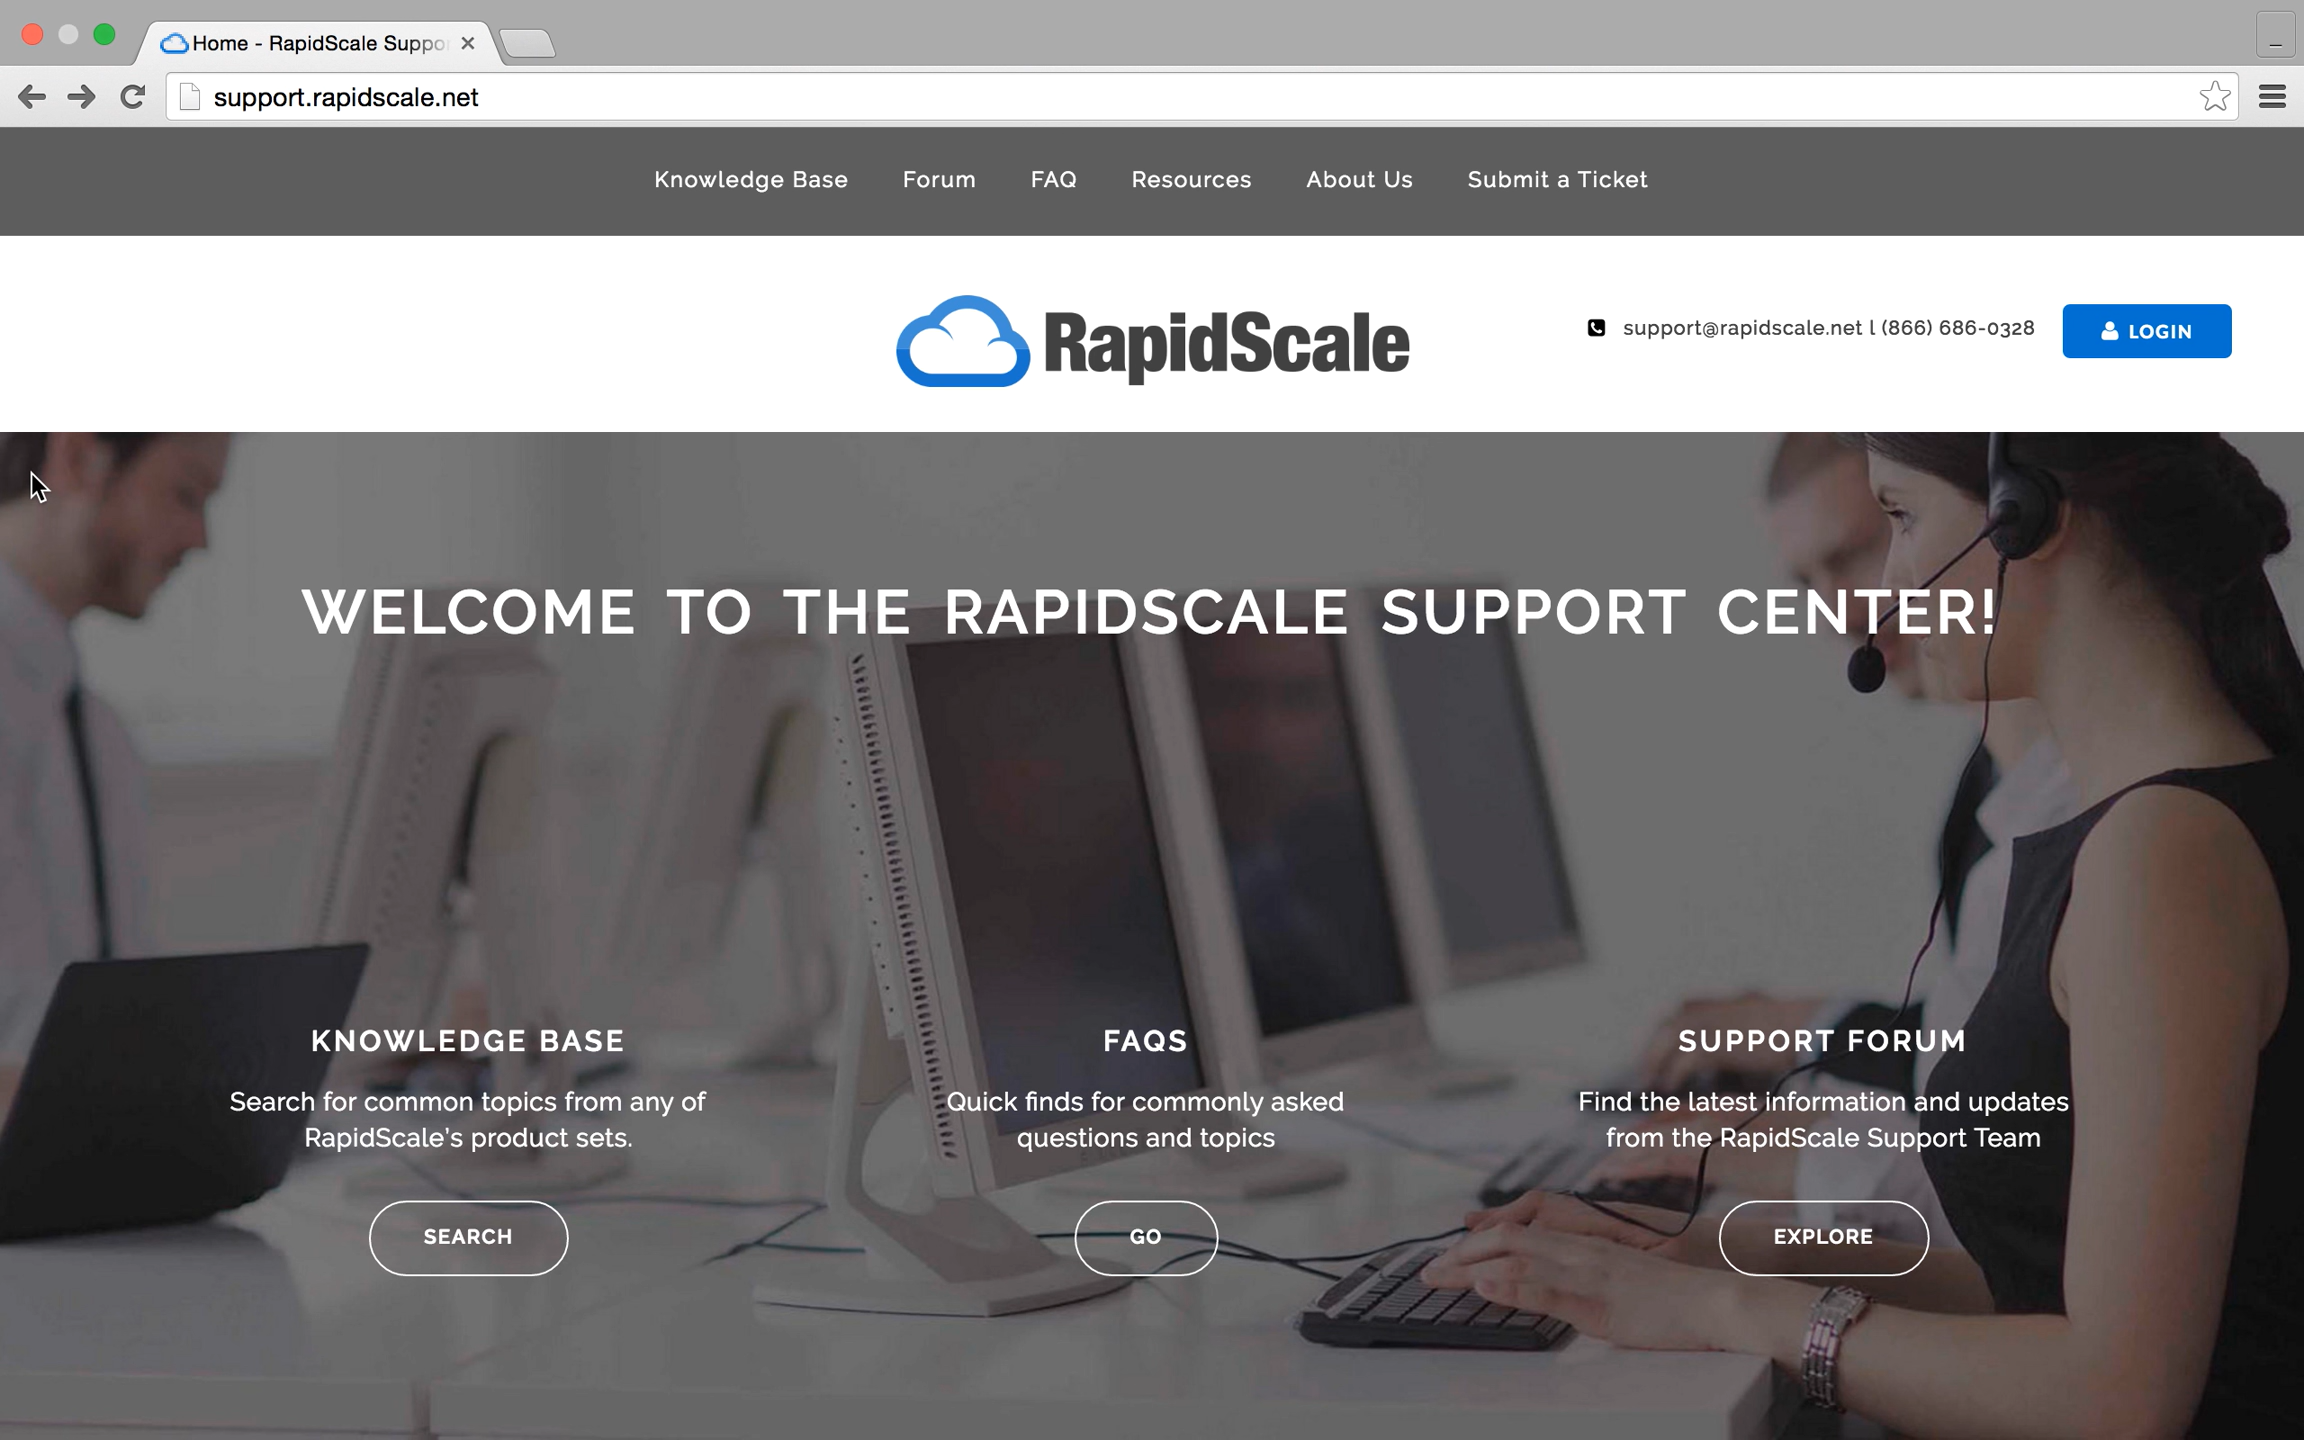 Home - RapidScale Suppo
support.rapidscale.net
Knowledge Base Forum FAQ Resources About Us Submit a Ticket
RapidScale
support@rapidscale.net l (866) 686-0328
LOGIN
WELCOME TO THE RAPIDSCALE SUPPORT CENTER!
KNOWLEDGE BASE
Search for common topics from any of
RapidScale's product sets.
SEARCH
FAQS
Quick finds for commonly asked
questions and topics
GO
SUPPORT FORUM
Find the latest information and updates
from the RapidScale Support Team
EXPLORE